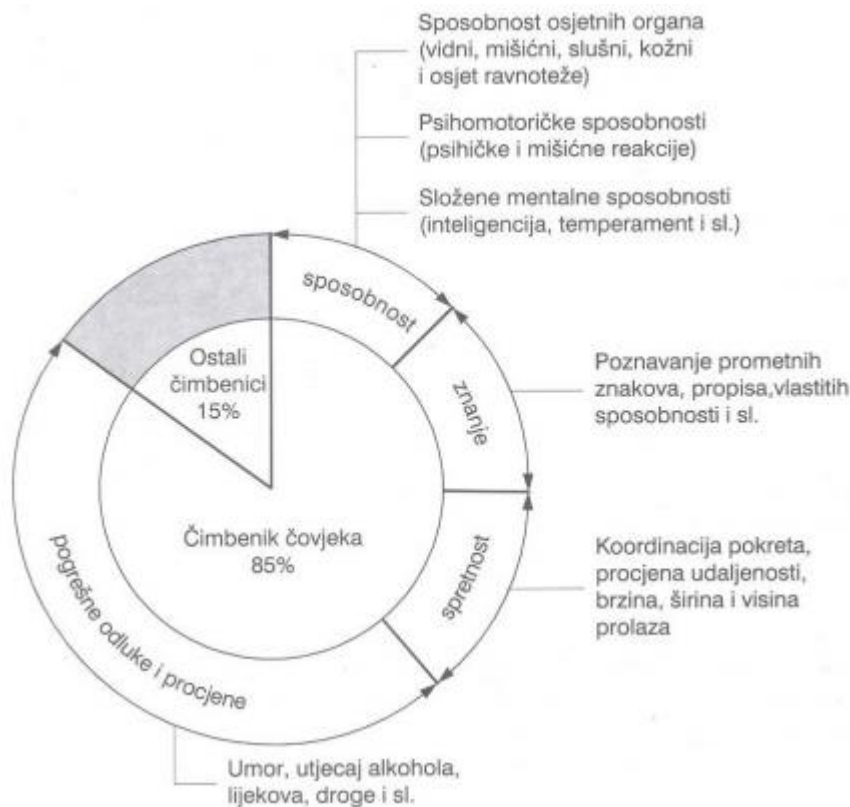 Sposobnost osjetnih organa
(vidni, mišićni, slušni, kožni
i osjet ravnoteže)
Psihomotoričke sposobnosti
(psihičke i mišićne reakcije)
Složene mentalne sposobnosti
(inteligencija, temperament i sl.)
sposobnost
Ostali
čimbenici
15%
znanje
Poznavanje prometnih
znakova, propisa,vlastitih
sposobnosti i sl.
Čimbenik čovjeka
85%
spretnost
Koordinacija pokreta,
procjena udaljenosti,
brzina, širina i visina
prolaza
pogrešne odluke i procjene
Umor, utjecaj alkohola,
lijekova, droge i sl.